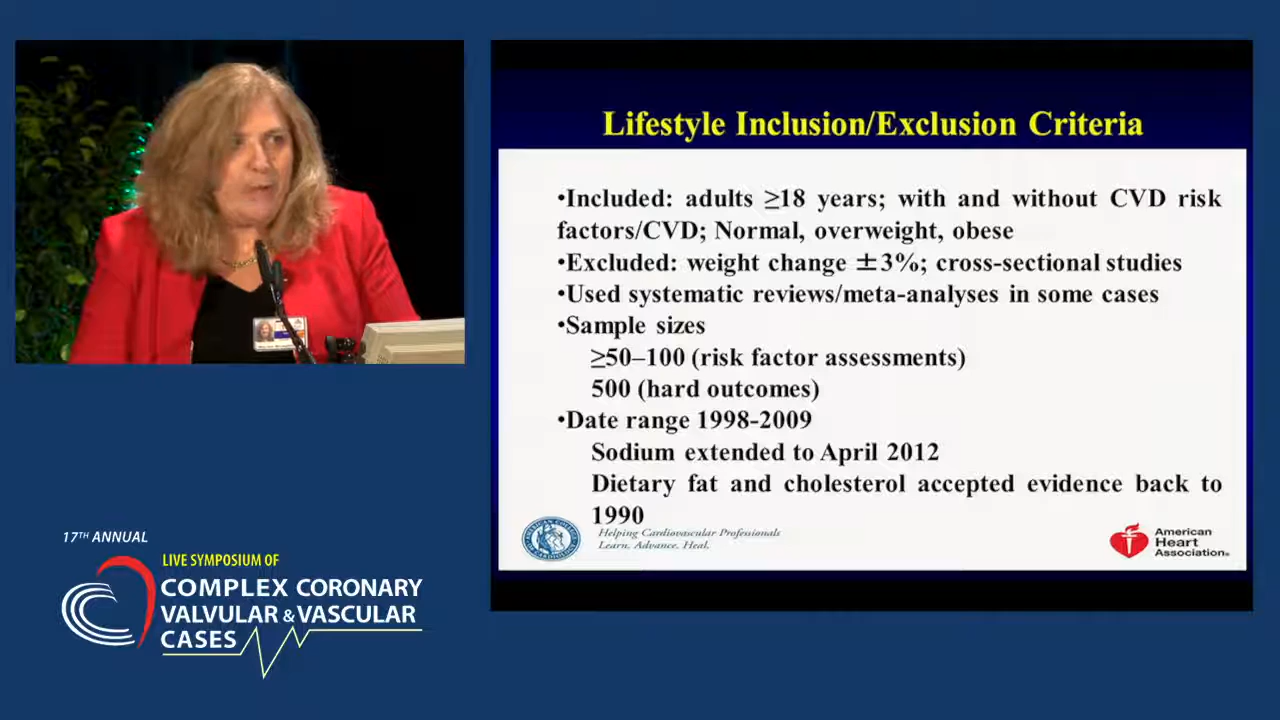 Lifestyle Inclusion/Exclusion Criteria
•Included: adults ≥18 years; with and without CVD risk
factors/CVD; Normal, overweight, obese
•Excluded: weight change ±3%; cross-sectional studies
•Used systematic reviews/meta-analyses in some cases
•Sample sizes
≥50–100 (risk factor assessments)
500 (hard outcomes)
•Date range 1998-2009
Sodium extended to April 2012
Dietary fat and cholesterol accepted evidence back to
1990
Helping Cardiovascular Professionals
Learn. Advance. Heal.
American
Heart
Association®
17TH ANNUAL
LIVE SYMPOSIUM OF
COMPLEX CORONARY
VALVULAR & VASCULAR
CASES